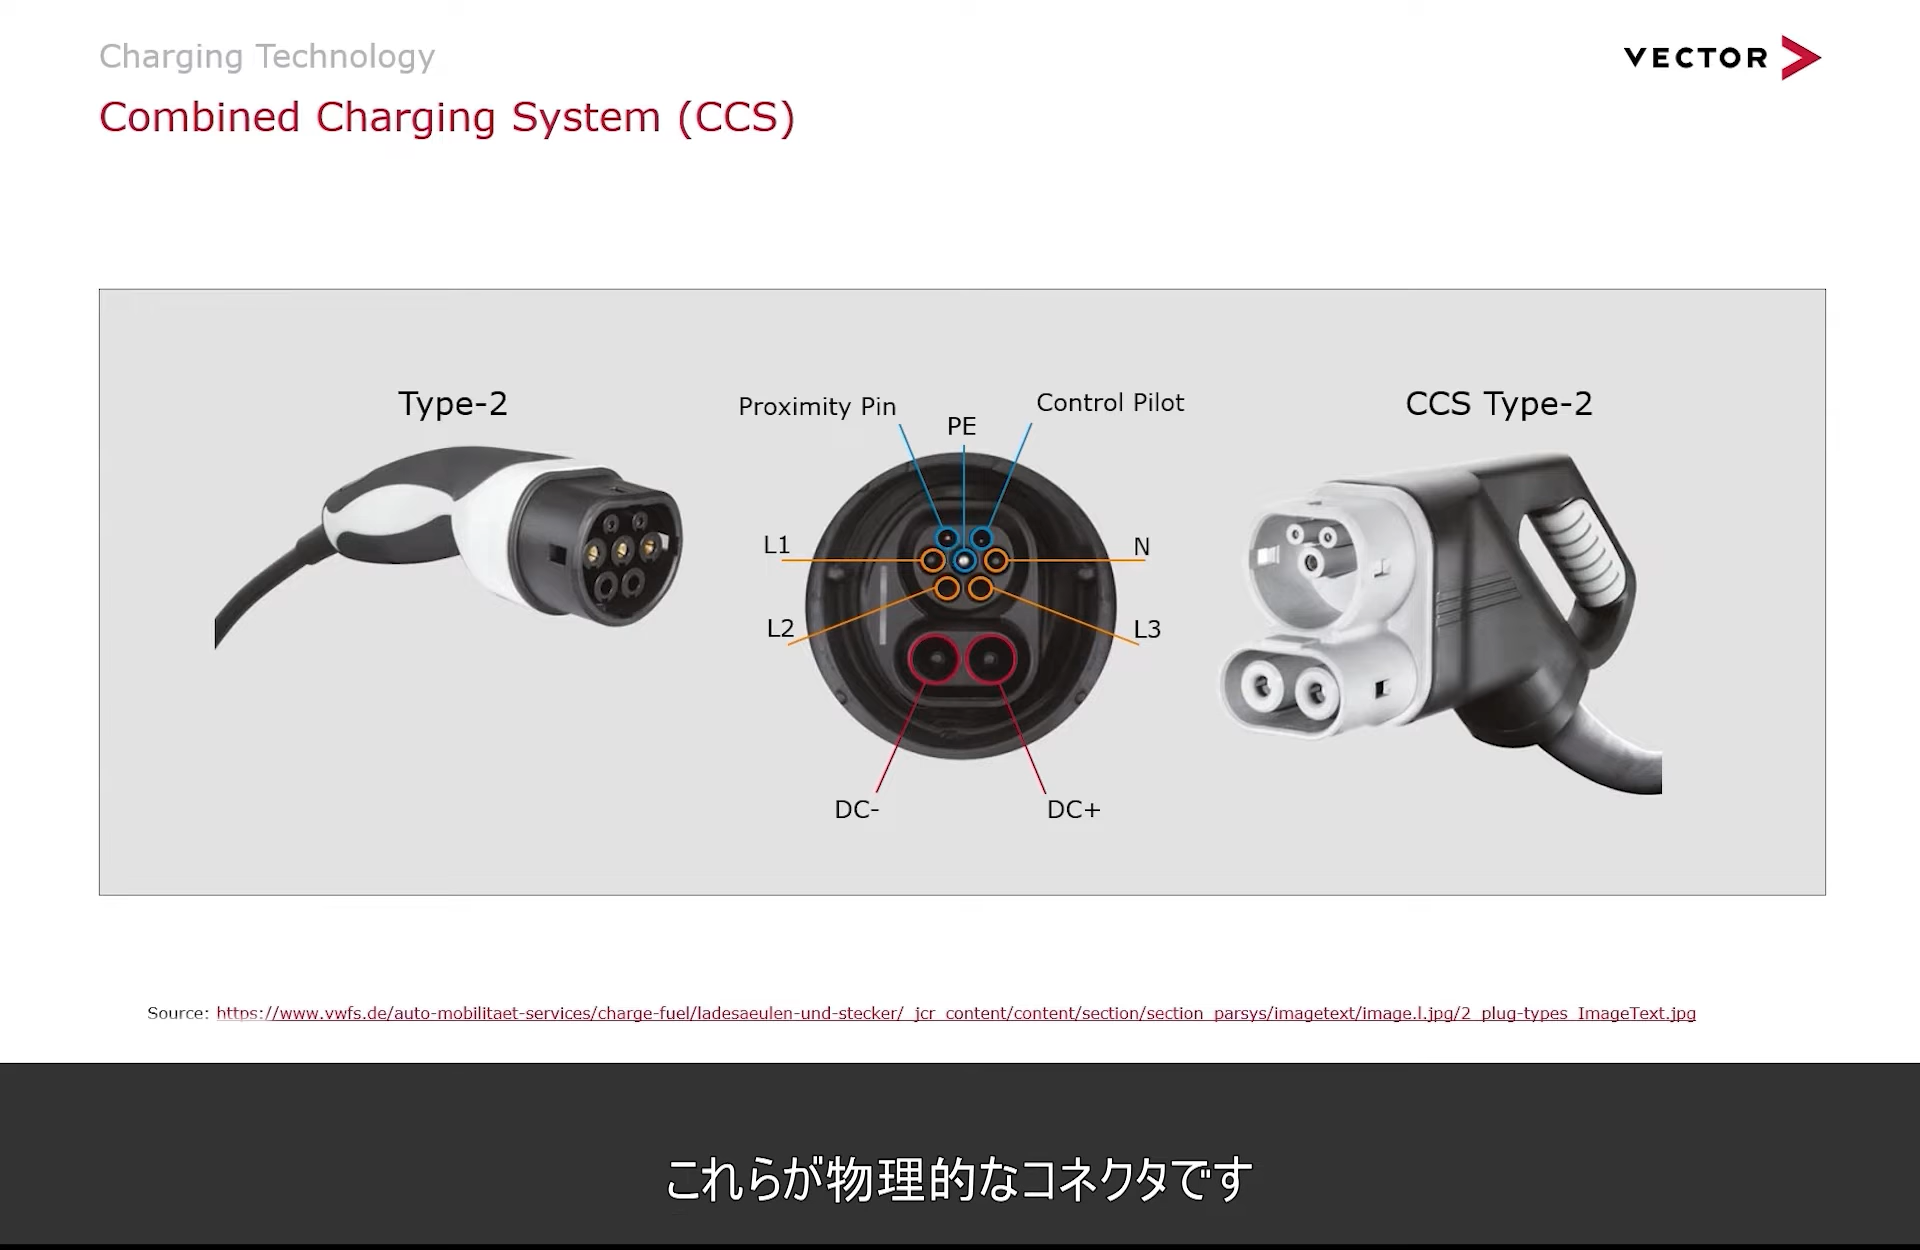 Charging Technology
VECTOR
Combined Charging System (CCS)
Type-2
Proximity Pin
PE
Control Pilot
CCS Type-2
L1
N
L2
L3
DC-
DC+
Source: https://www.vwfs.de/auto-mobilitaet-services/charge-fuel/ladesaeulen-und-stecker/_jcr_content/content/section/section_parsys/imagetext/image.l.jpg/2_plug-types_ImageText.jpg
これらが物理的なコネクタです